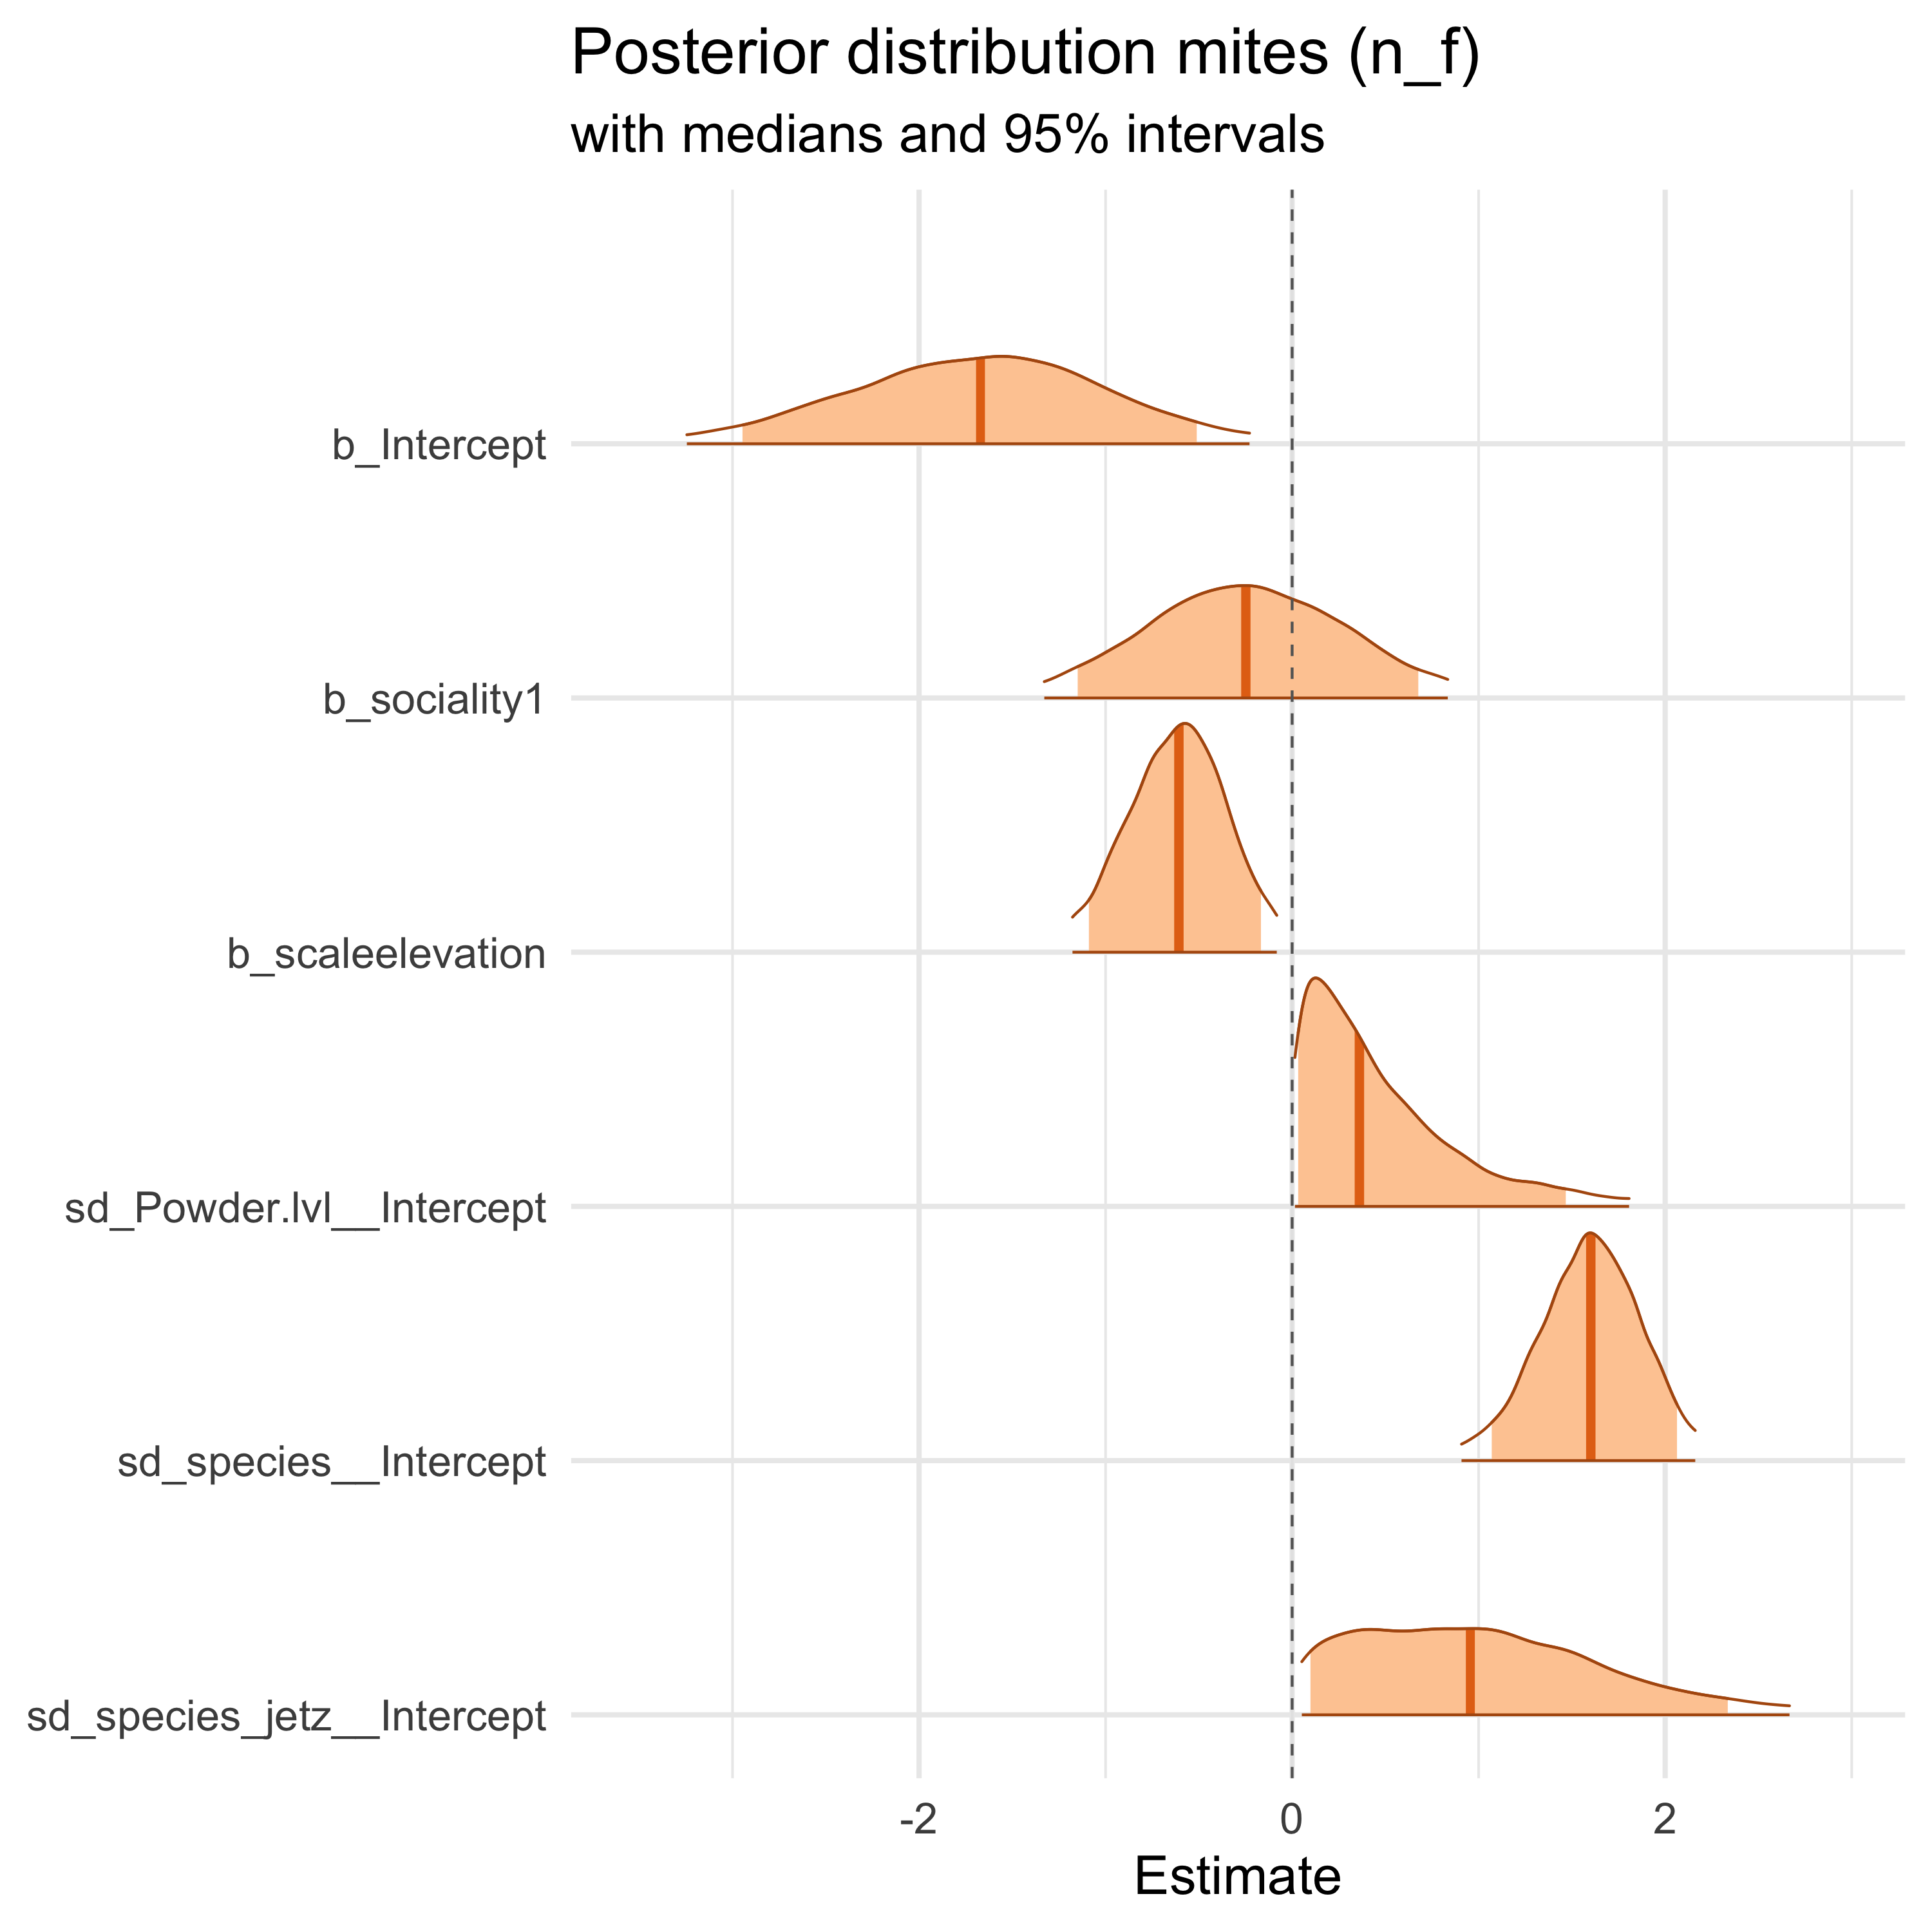 Posterior distribution mites (n_f)
with medians and 95% intervals
b_Intercept
b_sociality1
b_scaleelevation
sd_Powder.lvl__Intercept
sd_species__Intercept
sd_species_jetz__Intercept
-2 0 2
Estimate